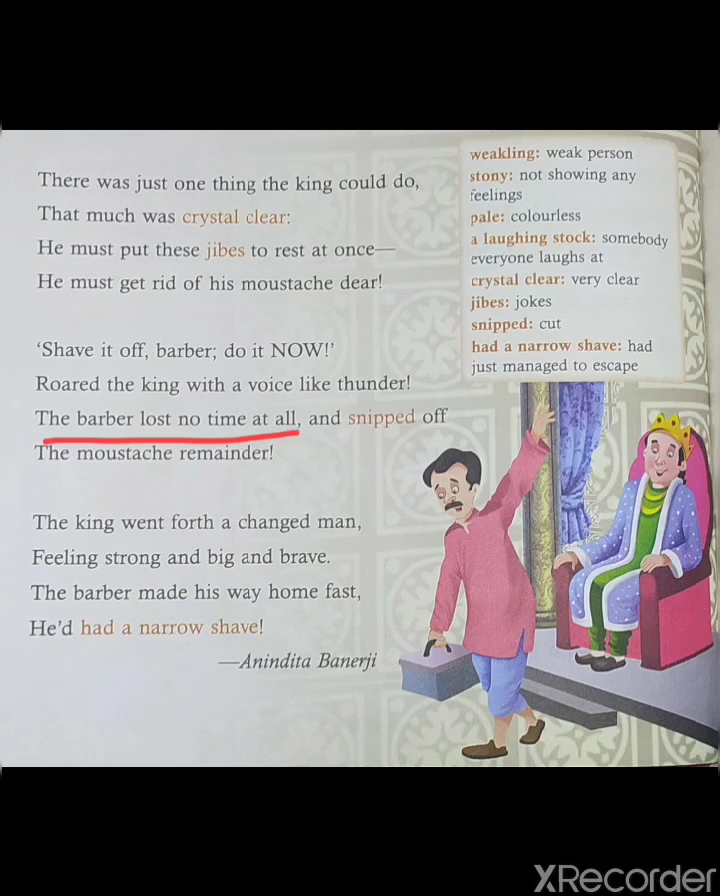 There was just one thing the king could do,
That much was crystal clear:
He must put these jibes to rest at once—
He must get rid of his moustache dear!
'Shave it off, barber; do it NOW!'
Roared the king with a voice like thunder!
The barber lost no time at all, and snipped off
The moustache remainder!
The king went forth a changed man,
Feeling strong and big and brave.
The barber made his way home fast,
He'd had a narrow shave!
—Anindita Banerji
weakling: weak person
stony: not showing any
feelings
pale: colourless
a laughing stock: somebody
everyone laughs at
crystal clear: very clear
jibes: jokes
snipped: cut
had a narrow shave: had
just managed to escape
XRecorder